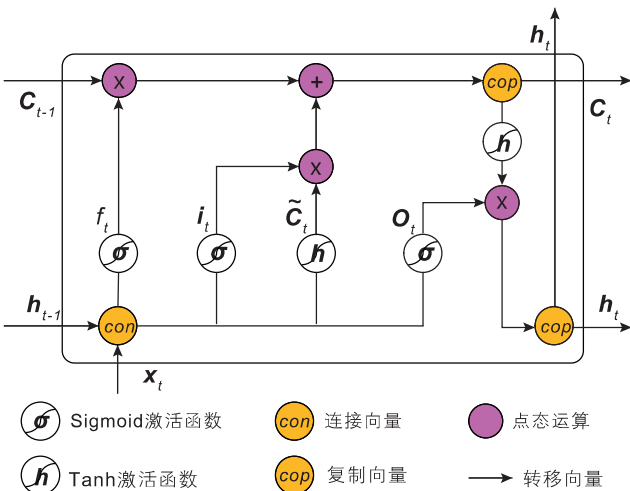 h_t
x + cop
C_{t-1} C_t
h
x
x
f_t i_t C̃_t O_t
σ σ h σ
h_{t-1} con cop h_t
x_t
σ Sigmoid激活函数 con 连接向量 点态运算
h Tanh激活函数 cop 复制向量 转移向量